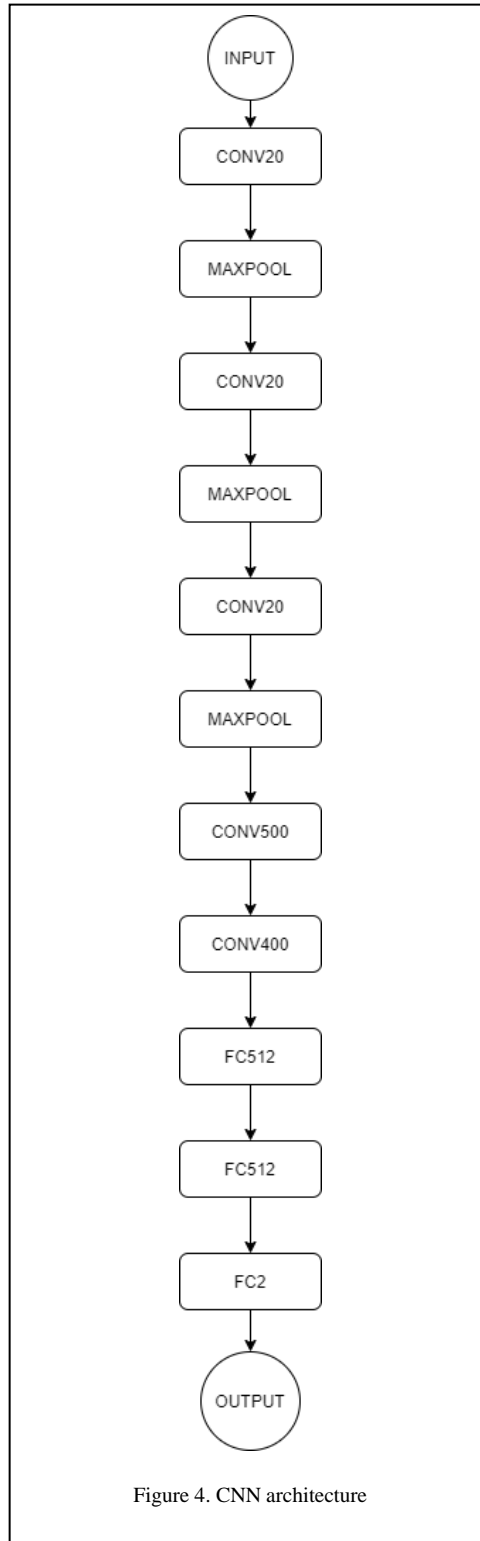 INPUT
CONV20
MAXPOOL
CONV20
MAXPOOL
CONV20
MAXPOOL
CONV500
CONV400
FC512
FC512
FC2
OUTPUT
Figure 4. CNN architecture